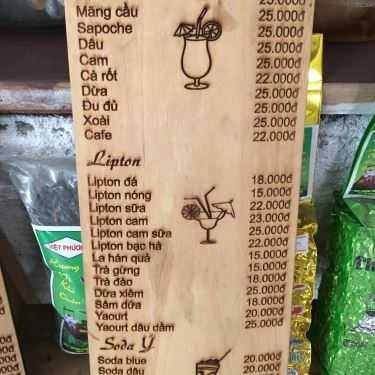 25.000đ
Mãng cầu 25.000đ
Sapoche 25.000đ
Dâu 25.000đ
Cam 25.000đ
Cà rốt 22.000đ
Dừa 25.000đ
Đu đủ 25.000đ
Xoài 25.000đ
Cafe 22.000đ
Lipton
Lipton đá 18.000đ
Lipton nóng 15.000đ
Lipton sữa 22.000đ
Lipton cam 23.000đ
Lipton cam sữa 25.000đ
Lipton bạc hà 22.000đ
La hán quả 15.000đ
Trà gừng 15.000đ
Trà đào 18.000đ
Dừa xiêm 25.000đ
Sâm dứa 18.000đ
Yaourt 20.000đ
Yaourt dâu dầm 25.000đ
Soda Ý
Soda blue 20.000đ
Soda dâu 20.000đ